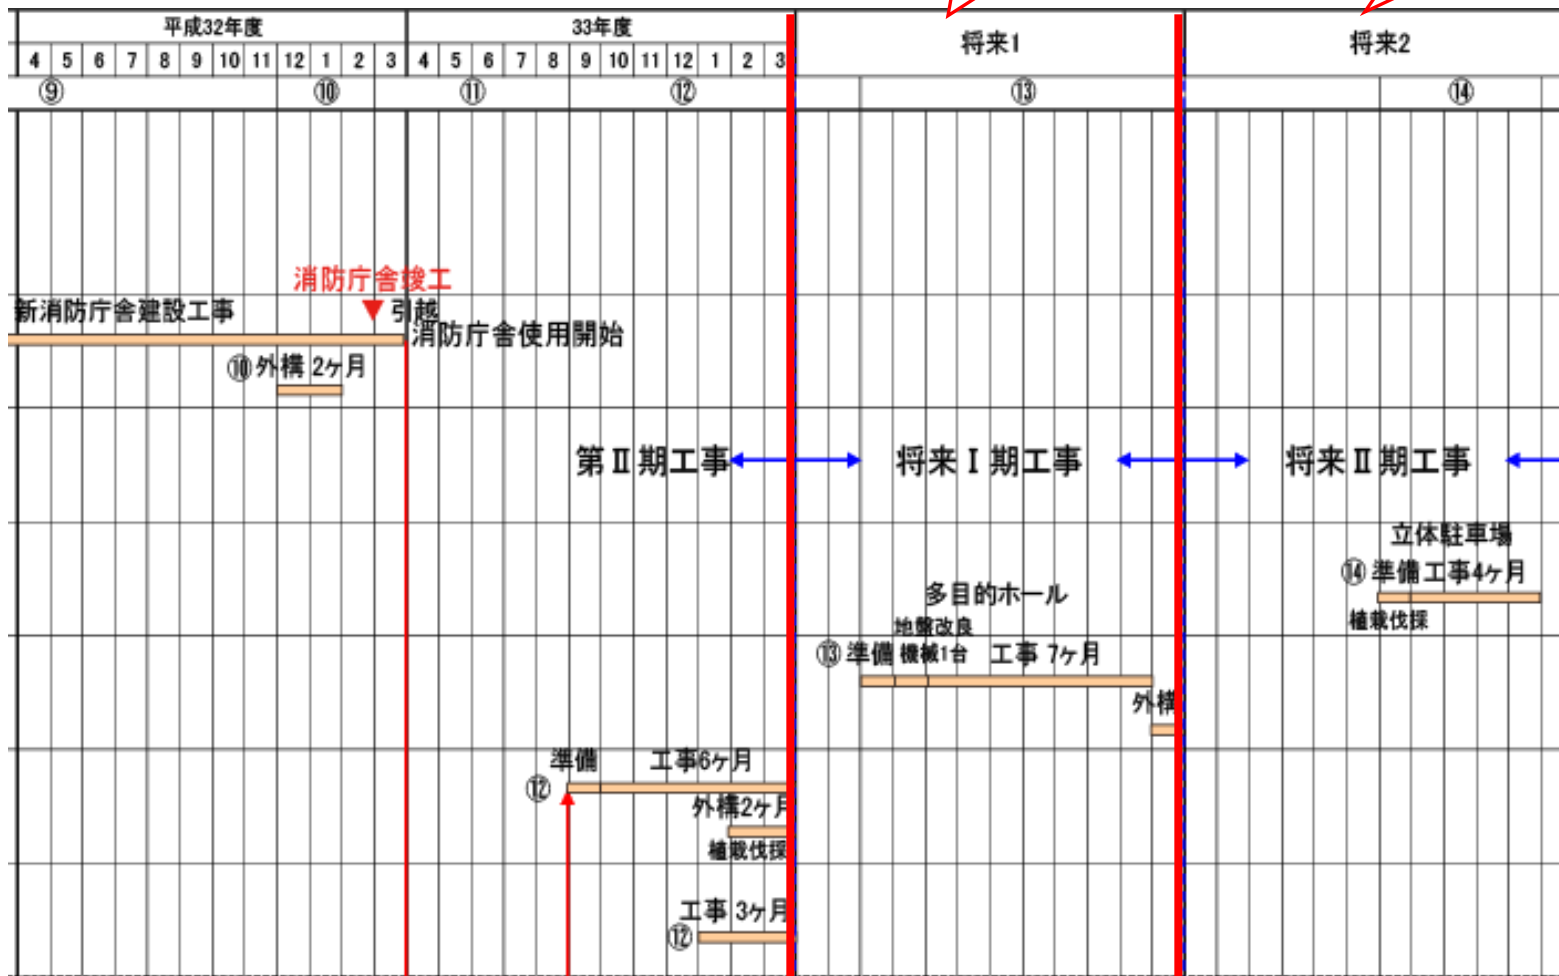 平成32年度
33年度
将来1
将来2
4 5 6 7 8 9 10 11 12 1 2 3 4 5 6 7 8 9 10 11 12 1 2 3
⑨ ⑩ ⑪ ⑫ ⑬ ⑭
消防庁舎竣工
新消防庁舎建設工事
▼引越
消防庁舎使用開始
⑩外構 2ヶ月
第Ⅱ期工事
将来Ⅰ期工事
将来Ⅱ期工事
立体駐車場
⑭ 準備 工事4ヶ月
植栽伐採
多目的ホール
地盤改良
⑬ 準備 機械1台 工事 7ヶ月
外構
準備 工事6ヶ月
⑫
外構2ヶ月
植栽伐採
工事 3ヶ月
⑫